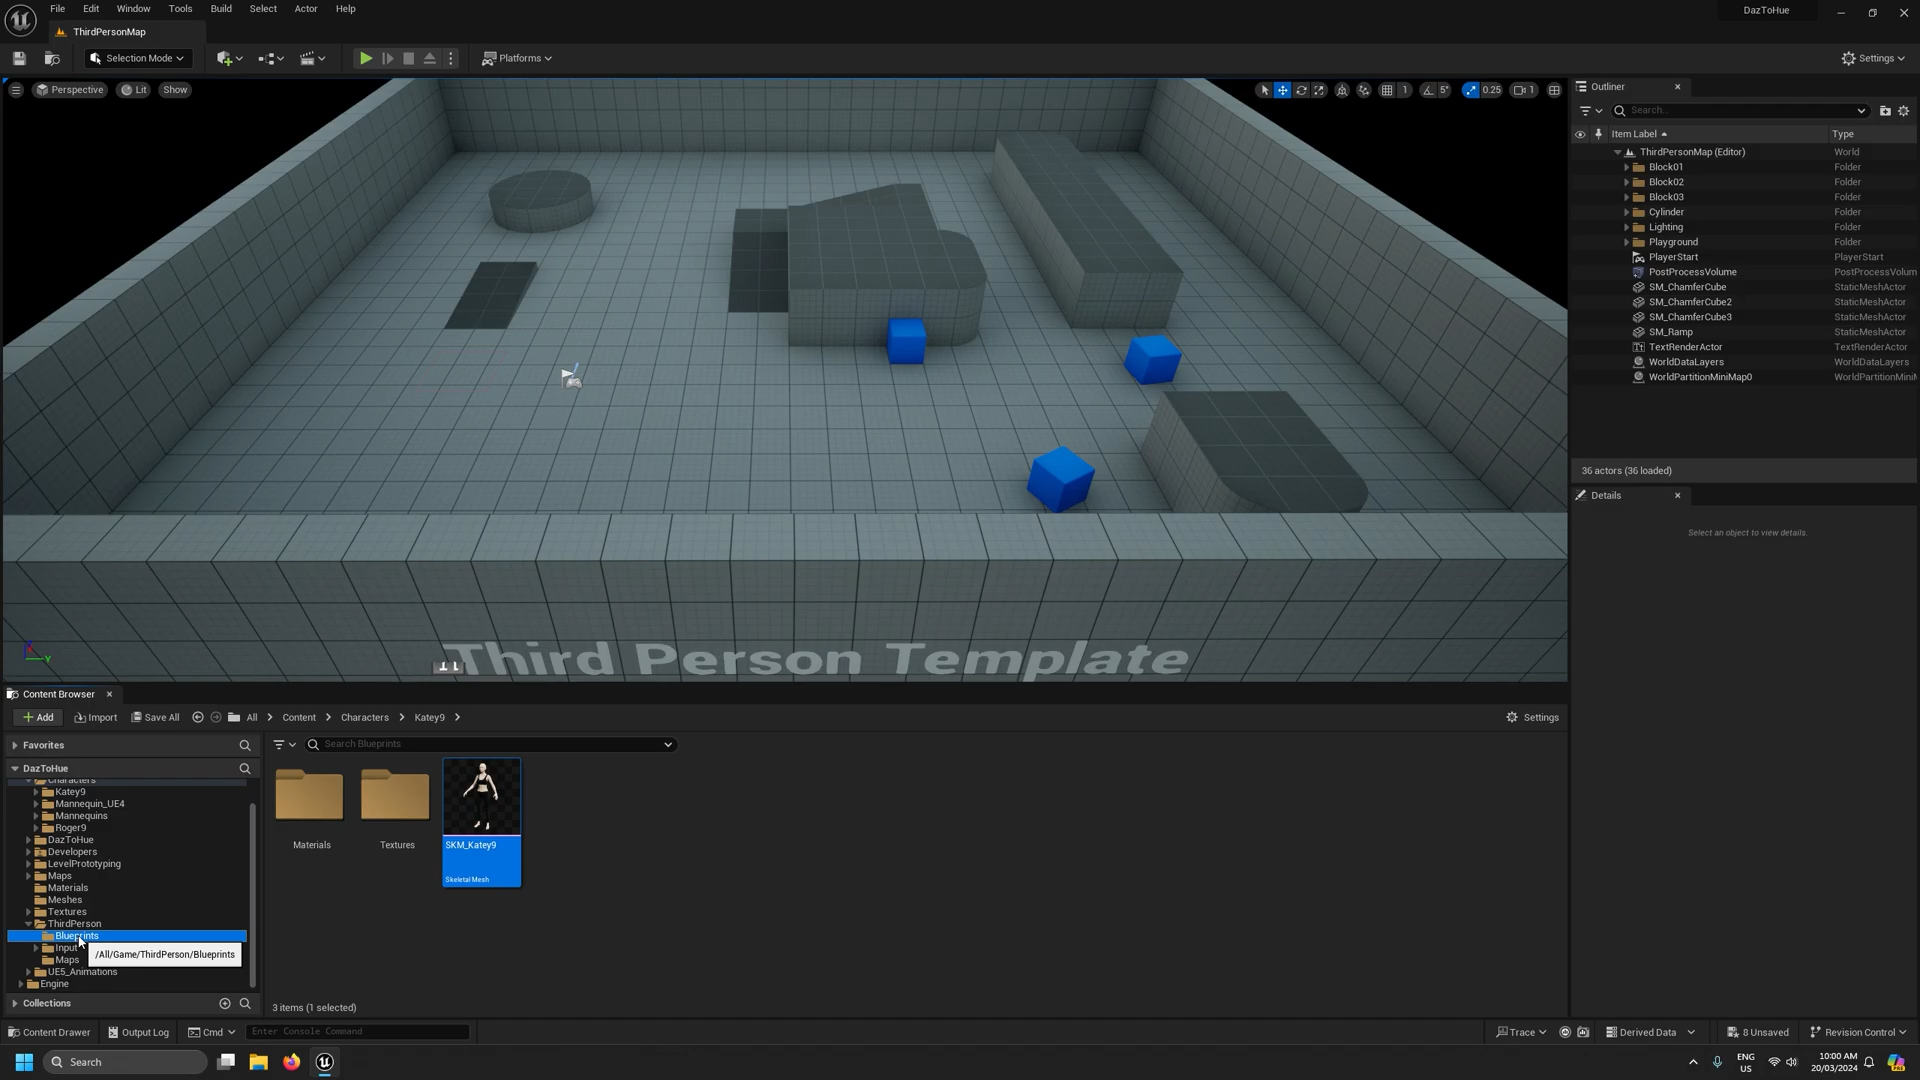 File Edit Window Tools Build Select Actor Help
DazToHue
ThirdPersonMap
Selection Mode
Platforms
Settings
Perspective Lit Show
1 5° 0.25 1
Third Person Template
Outliner
Search...
Item Label Type
ThirdPersonMap (Editor) World
Block01 Folder
Block02 Folder
Block03 Folder
Cylinder Folder
Lighting Folder
Playground Folder
PlayerStart PlayerStart
PostProcessVolume PostProcessVolum
SM_ChamferCube StaticMeshActor
SM_ChamferCube2 StaticMeshActor
SM_ChamferCube3 StaticMeshActor
SM_Ramp StaticMeshActor
TextRenderActor TextRenderActor
WorldDataLayers WorldDataLayers
WorldPartitionMiniMap0 WorldPartitionMiniM
36 actors (36 loaded)
Details
Select an object to view details.
Content Browser
Add Import Save All All Content Characters Katey9 Settings
Favorites
Search Blueprints
DazToHue
Characters
Katey9
Mannequin_UE4
Mannequins
Roger9
DazToHue
Developers
LevelPrototyping
Maps
Materials
Meshes
Textures
ThirdPerson
Blueprints
Input
/All/Game/ThirdPerson/Blueprints
Maps
UE5_Animations
Engine
Collections
Materials
Textures
SKM_Katey9
Skeletal Mesh
3 items (1 selected)
Content Drawer Output Log Cmd Enter Console Command
Trace Derived Data 8 Unsaved Revision Control
Search
ENG
US
10:00 AM
20/03/2024
X Y